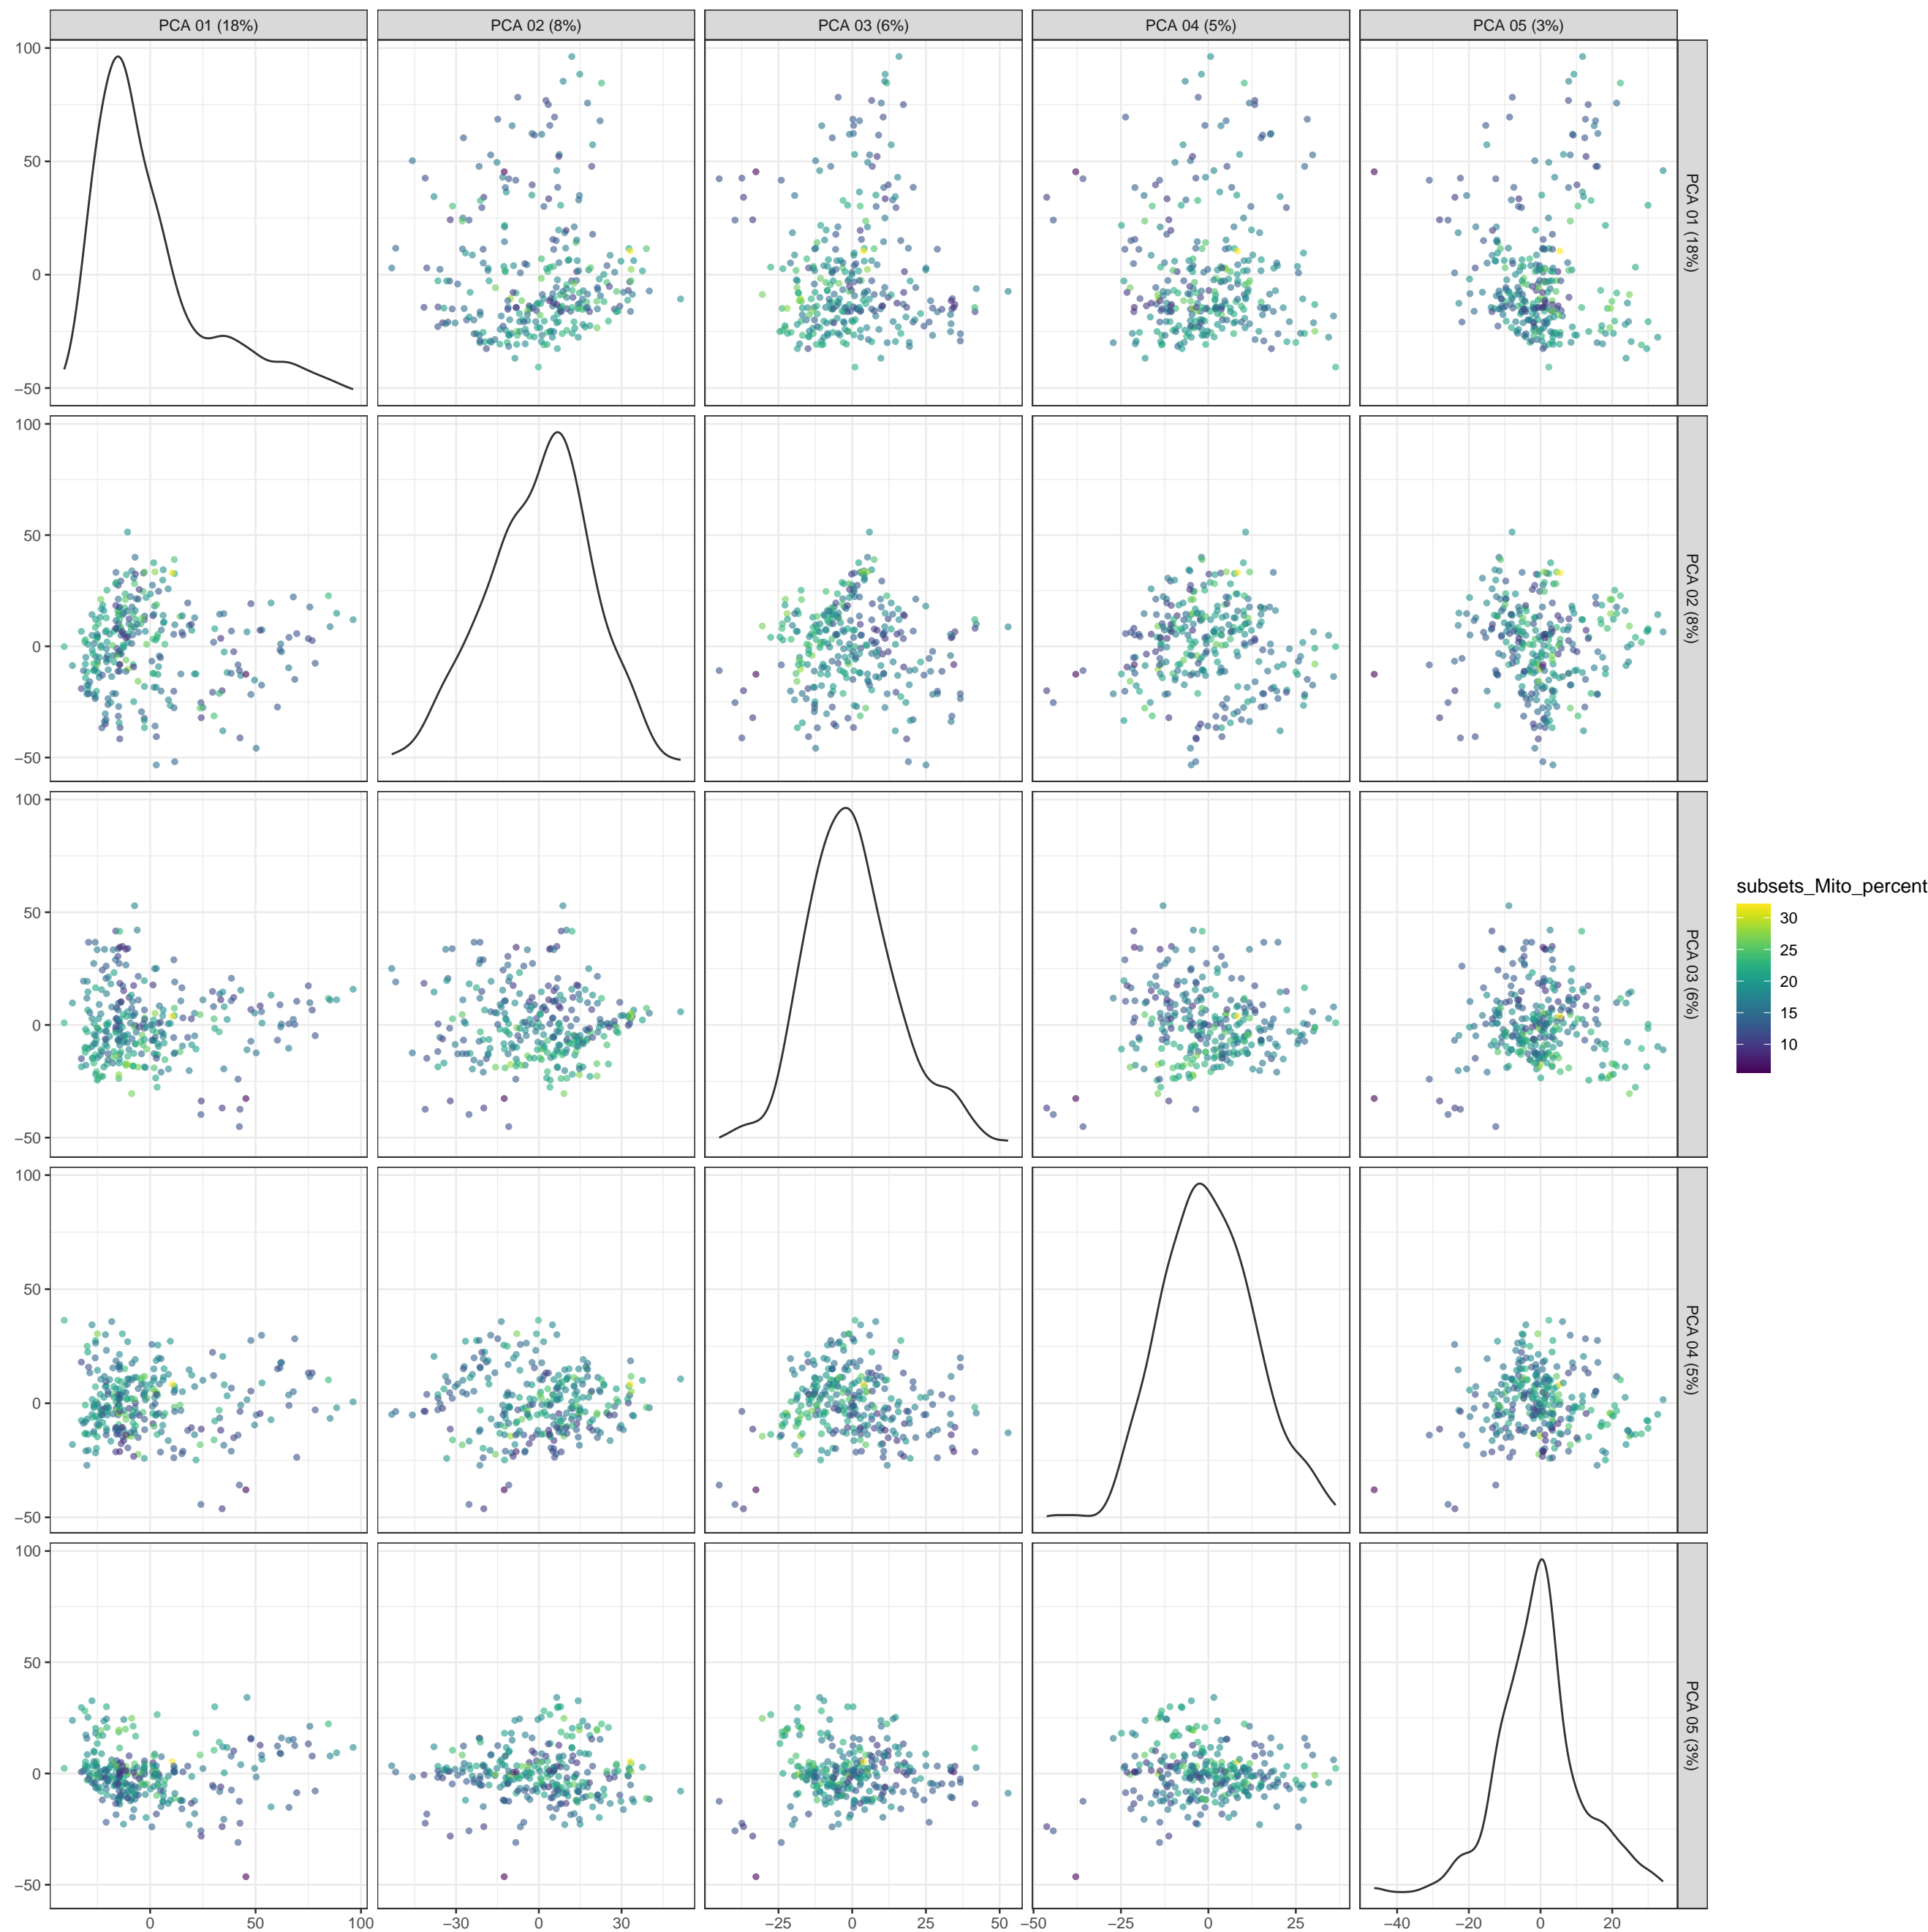 PCA 01 (18%)
PCA 02 (8%)
PCA 03 (6%)
PCA 04 (5%)
PCA 05 (3%)
100
50
0
−50
PCA 01 (18%)
100
50
0
−50
PCA 02 (8%)
100
50
0
−50
PCA 03 (6%)
100
50
0
−50
PCA 04 (5%)
100
50
0
−50
PCA 05 (3%)
0 50 100
−30 0 30
−25 0 25 50
−50 −25 0 25
−40 −20 0 20
subsets_Mito_percent
30
25
20
15
10